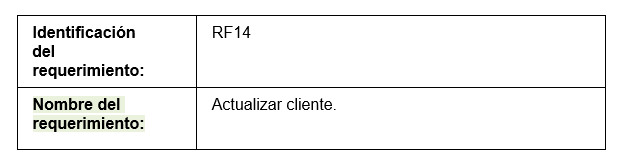 Identificación
del
requerimiento:
RF14
Nombre del
requerimiento:
Actualizar cliente.